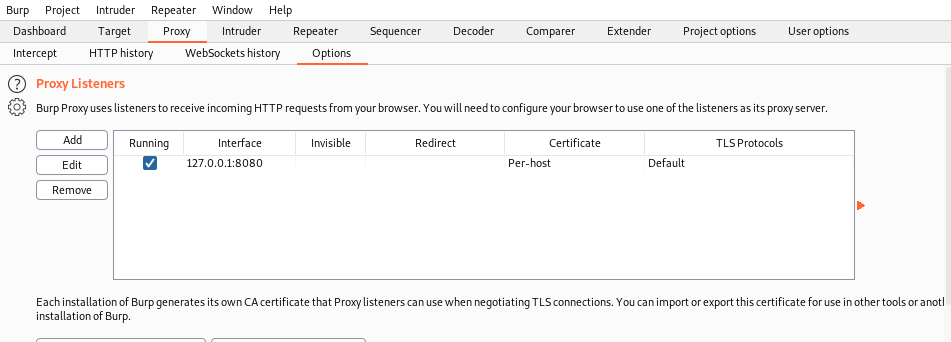 Burp Project Intruder Repeater Window Help
Dashboard Target Proxy Intruder Repeater Sequencer Decoder Comparer Extender Project options User options
Intercept HTTP history WebSockets history Options
? Proxy Listeners
Burp Proxy uses listeners to receive incoming HTTP requests from your browser. You will need to configure your browser to use one of the listeners as its proxy server.
Add Running Interface Invisible Redirect Certificate TLS Protocols
Edit 127.0.0.1:8080 Per-host Default
Remove
Each installation of Burp generates its own CA certificate that Proxy listeners can use when negotiating TLS connections. You can import or export this certificate for use in other tools or
installation of Burp.